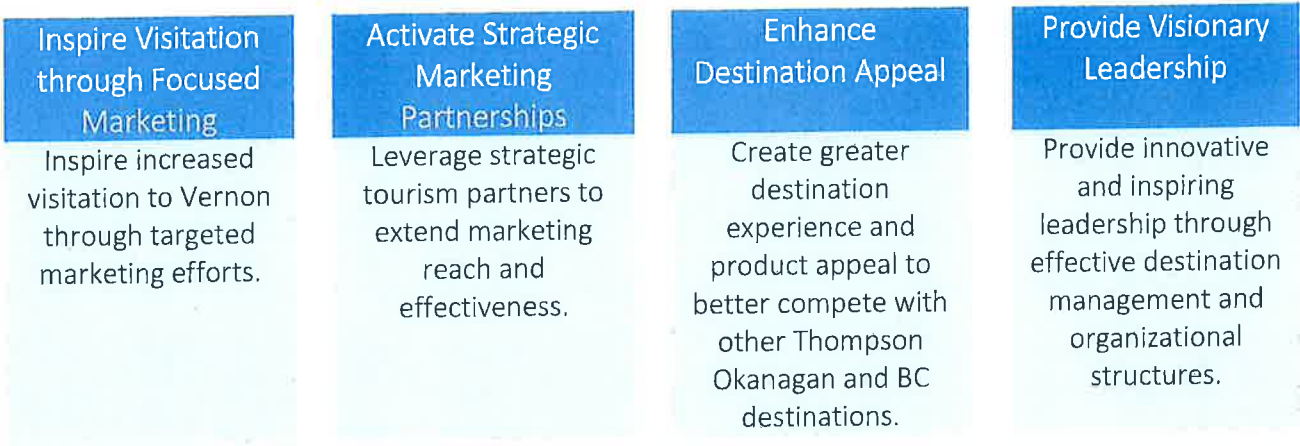 Inspire Visitation
through Focused
Marketing
Inspire increased
visitation to Vernon
through targeted
marketing efforts.
Activate Strategic
Marketing
Partnerships
Leverage strategic
tourism partners to
extend marketing
reach and
effectiveness.
Enhance
Destination Appeal
Create greater
destination
experience and
product appeal to
better compete with
other Thompson
Okanagan and BC
destinations.
Provide Visionary
Leadership
Provide innovative
and inspiring
leadership through
effective destination
management and
organizational
structures.